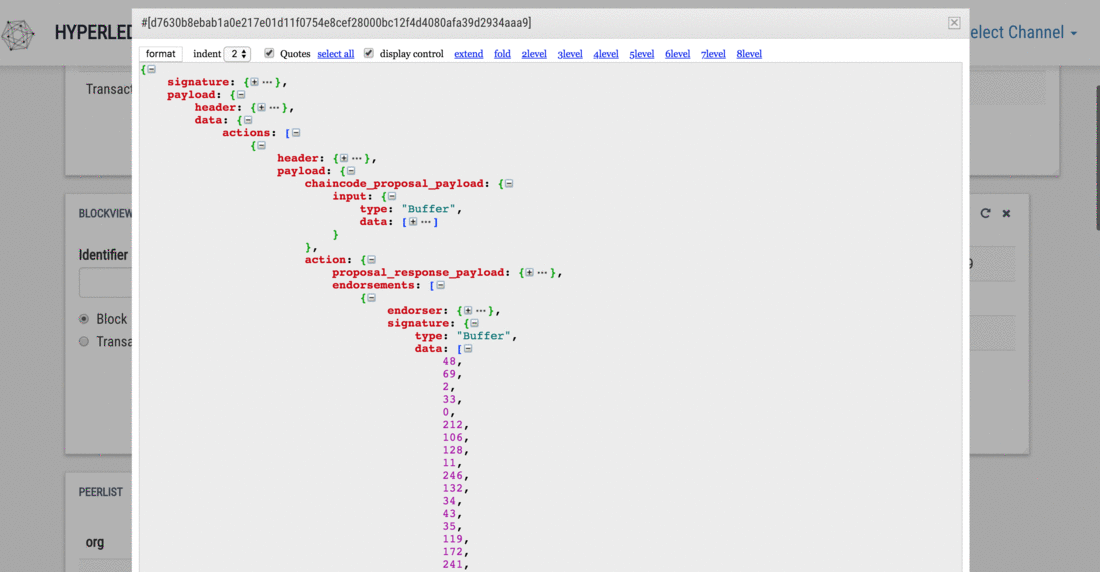 #[d7630b8ebab1a0e217e01d11f0754e8cef28000bc12f4d4080afa39d2934aaa9]
HYPERLED
elect Channel
format indent 2 Quotes select all display control extend fold 2level 3level 4level 5level 6level 7level 8level
Transact
{
signature: { ··· },
payload: {
header: { ··· },
data: {
actions: [
{
header: { ··· },
payload: {
chaincode_proposal_payload: {
input: {
type: "Buffer",
data: [ ··· ]
}
},
action: {
proposal_response_payload: { ··· },
endorsements: [
{
endorser: { ··· },
signature: {
type: "Buffer",
data: [
48,
69,
2,
33,
0,
212,
106,
128,
11,
246,
132,
34,
43,
35,
119,
172,
241,
BLOCKVIEW
Identifier
Block
Transa
9
PEERLIST
org